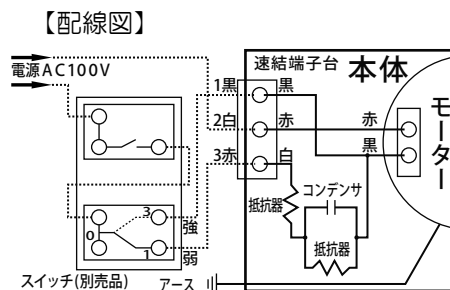 【配線図】
電源AC100V
速結端子台
本体
1黒
黒
2白
赤
赤
3赤
白
黒
モーター
コンデンサ
抵抗器
抵抗器
3
0
1
強
弱
スイッチ(別売品)
アース